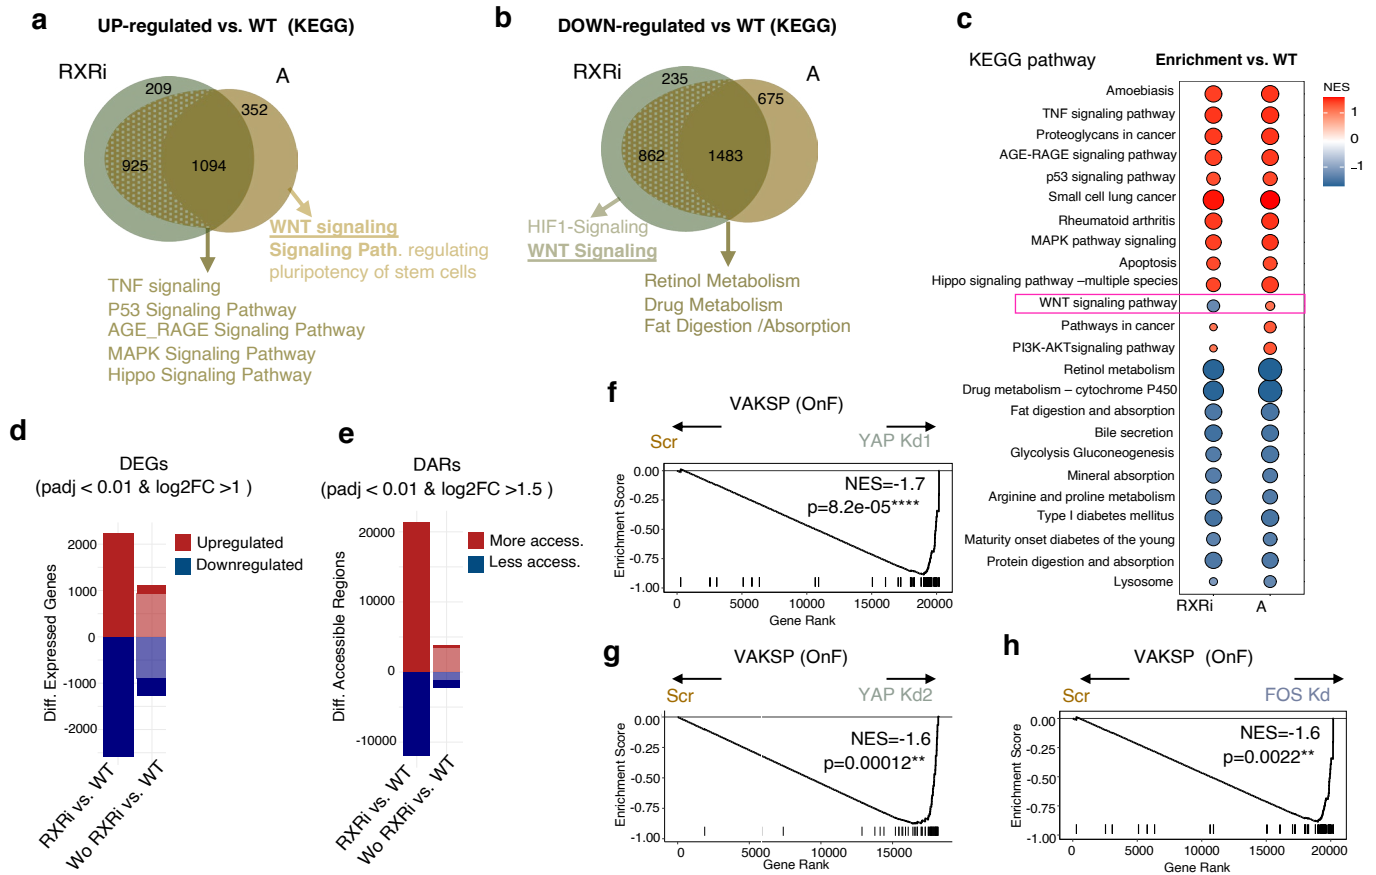 a
UP-regulated vs. WT (KEGG)
RXRi
A
209
352
925
1094
WNT signaling
Signaling Path. regulating
pluripotency of stem cells
TNF signaling
P53 Signaling Pathway
AGE_RAGE Signaling Pathway
MAPK Signaling Pathway
Hippo Signaling Pathway
b
DOWN-regulated vs WT (KEGG)
RXRi
A
235
675
862
1483
HIF1-Signaling
WNT Signaling
Retinol Metabolism
Drug Metabolism
Fat Digestion /Absorption
c
KEGG pathway
Enrichment vs. WT
Amoebiasis
TNF signaling pathway
Proteoglycans in cancer
AGE-RAGE signaling pathway
p53 signaling pathway
Small cell lung cancer
Rheumatoid arthritis
MAPK pathway signaling
Apoptosis
Hippo signaling pathway –multiple species
WNT signaling pathway
Pathways in cancer
PI3K-AKTsignaling pathway
Retinol metabolism
Drug metabolism – cytochrome P450
Fat digestion and absorption
Bile secretion
Glycolysis Gluconeogenesis
Mineral absorption
Arginine and proline metabolism
Type I diabetes mellitus
Maturity onset diabetes of the young
Protein digestion and absorption
Lysosome
RXRi
A
NES
1
0
−1
d
DEGs
(padj < 0.01 & log2FC >1 )
Diff. Expressed Genes
2000
1000
0
-1000
-2000
Upregulated
Downregulated
RXRi vs. WT
Wo RXRi vs. WT
e
DARs
(padj < 0.01 & log2FC >1.5 )
Diff. Accessible Regions
20000
10000
0
-10000
More access.
Less access.
RXRi vs. WT
Wo RXRi vs. WT
f
VAKSP (OnF)
Scr
YAP Kd1
Enrichment Score
0.00
-0.25
-0.50
-0.75
-1.00
NES=-1.7
p=8.2e-05****
0
5000
10000
15000
20000
Gene Rank
g
VAKSP (OnF)
Scr
YAP Kd2
Enrichment Score
0.00
-0.25
-0.50
-0.75
-1.00
NES=-1.6
p=0.00012**
0
5000
10000
15000
Gene Rank
h
VAKSP (OnF)
Scr
FOS Kd
Enrichment Score
0.00
-0.25
-0.50
-0.75
-1.00
NES=-1.6
p=0.0022**
0
5000
10000
15000
20000
Gene Rank